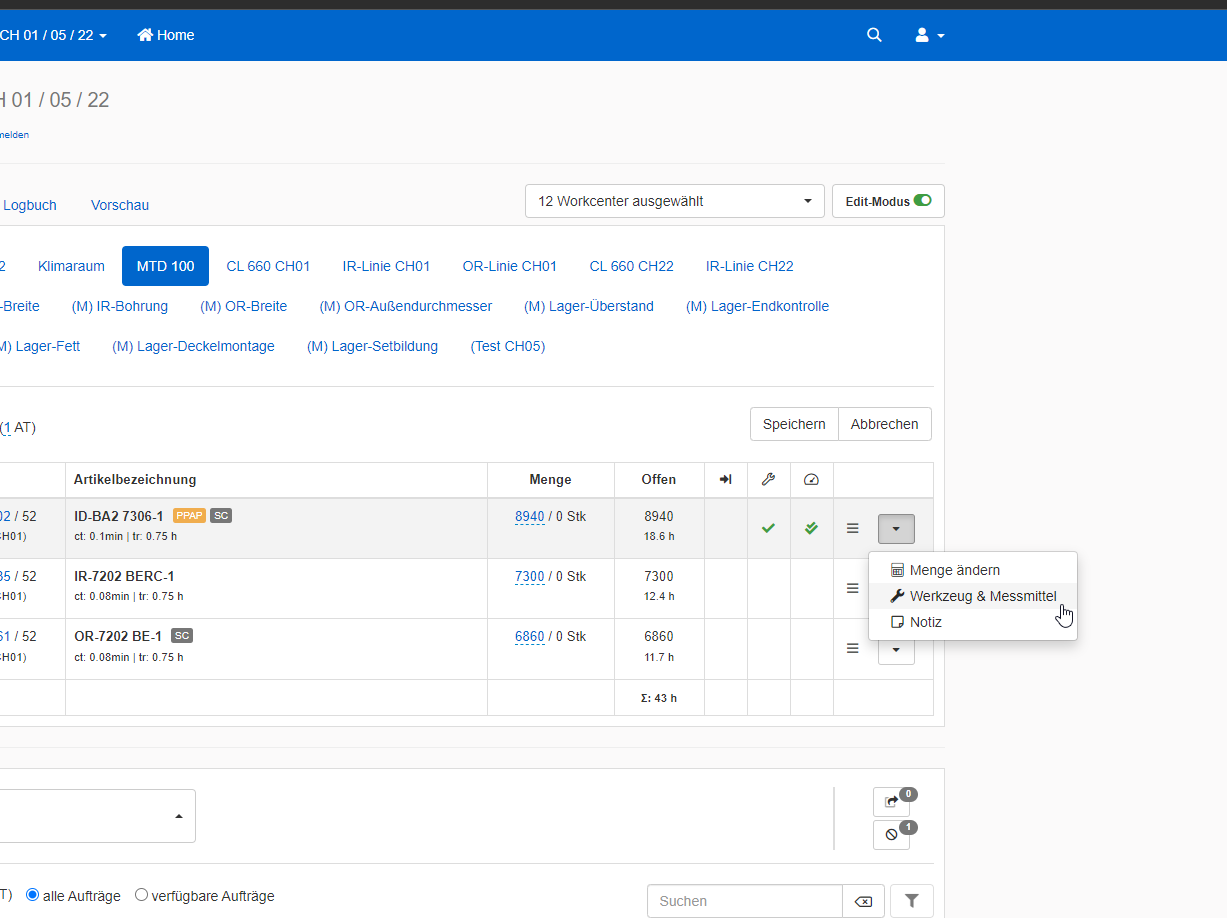 CH 01 / 05 / 22 Home
H 01 / 05 / 22
melden
Logbuch Vorschau 12 Workcenter ausgewählt Edit-Modus
2 Klimaraum MTD 100 CL 660 CH01 IR-Linie CH01 OR-Linie CH01 CL 660 CH22 IR-Linie CH22
-Breite (M) IR-Bohrung (M) OR-Breite (M) OR-Außendurchmesser (M) Lager-Überstand (M) Lager-Endkontrolle
M) Lager-Fett (M) Lager-Deckelmontage (M) Lager-Setbildung (Test CH05)
(1 AT) Speichern Abbrechen
Artikelbezeichnung Menge Offen
02 / 52 ID-BA2 7306-1 PPAP SC 8940 / 0 Stk 8940
CH01) ct: 0.1min | tr: 0.75 h 18.6 h
Menge ändern
35 / 52 IR-7202 BERC-1 7300 / 0 Stk 7300
CH01) ct: 0.08min | tr: 0.75 h 12.4 h
Werkzeug & Messmittel
Notiz
61 / 52 OR-7202 BE-1 SC 6860 / 0 Stk 6860
CH01) ct: 0.08min | tr: 0.75 h 11.7 h
Σ: 43 h
0
1
T) alle Aufträge verfügbare Aufträge Suchen